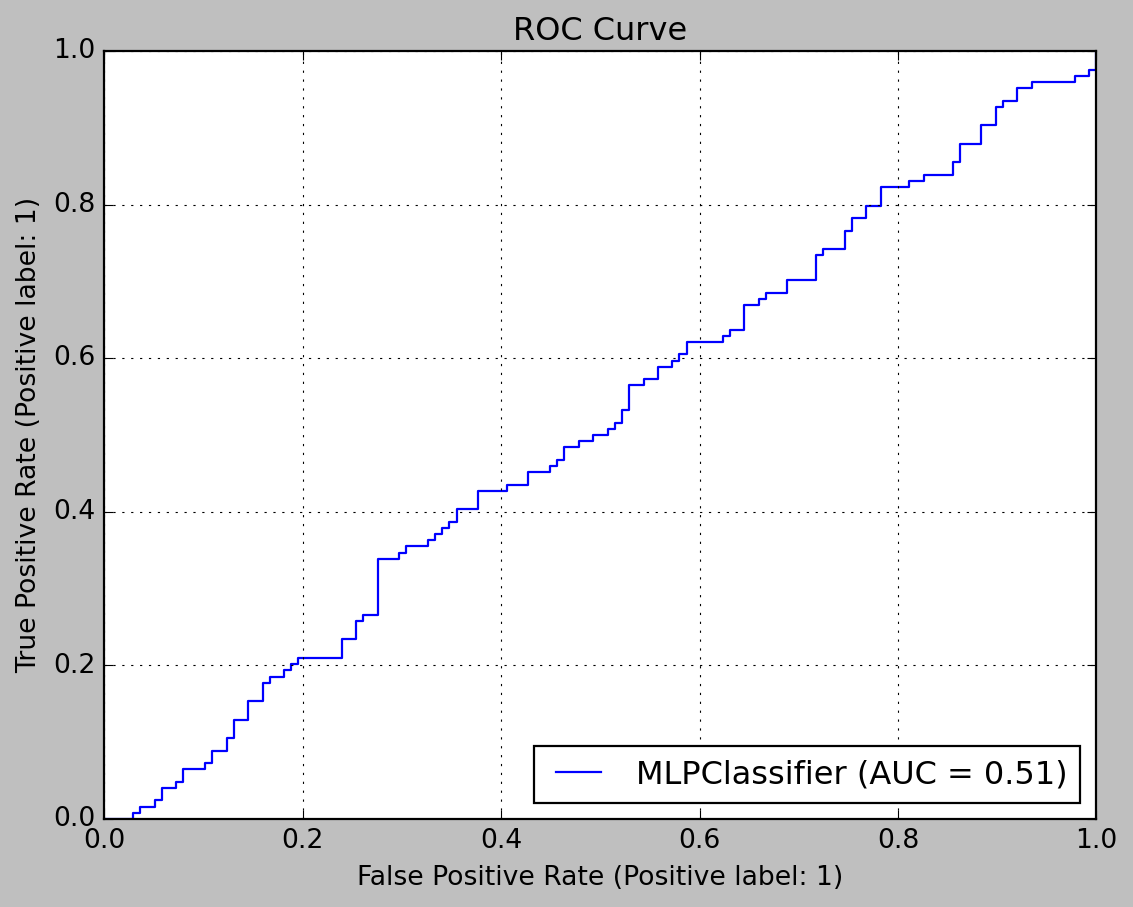 ROC Curve
1.0
0.8
0.6
0.4
0.2
0.0
True Positive Rate (Positive label: 1)
MLPClassifier (AUC = 0.51)
0.0 0.2 0.4 0.6 0.8 1.0
False Positive Rate (Positive label: 1)